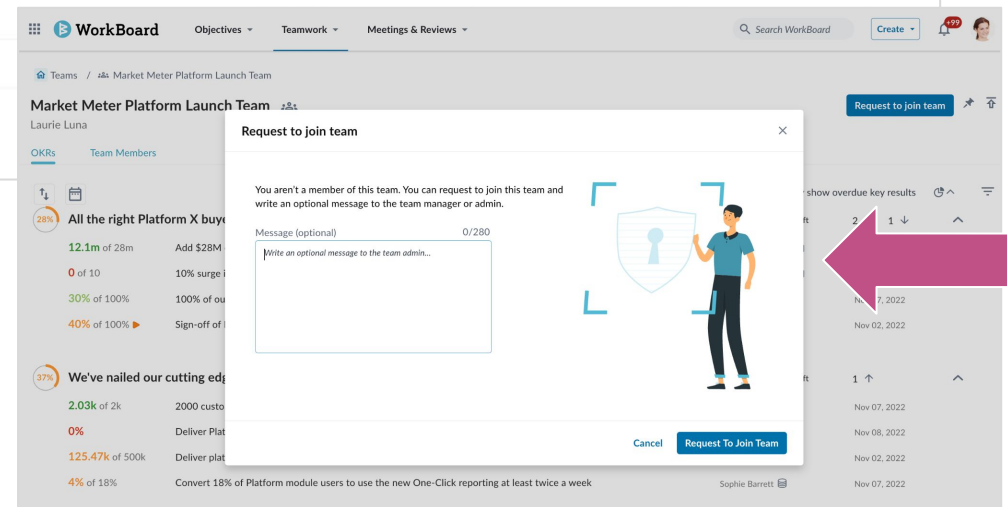 WorkBoard
Objectives
Teamwork
Meetings & Reviews
Search WorkBoard
Create
+99
Teams / Market Meter Platform Launch Team
Market Meter Platform Launch Team
Laurie Luna
Request to join team
OKRs
Team Members
Request to join team
You aren't a member of this team. You can request to join this team and
write an optional message to the team manager or admin.
Message (optional)
0/280
Write an optional message to the team admin...
Cancel
Request To Join Team
show overdue key results
28%
All the right Platform X buye
1
12.1m of 28m
Add $28M
0 of 10
10% surge i
30% of 100%
100% of ou
7, 2022
40% of 100%
Sign-off of
Nov 02, 2022
37%
We've nailed our cutting edg
ft
1
2.03k of 2k
2000 custo
Nov 07, 2022
0%
Deliver Plat
Nov 08, 2022
125.47k of 500k
Deliver plat
Nov 02, 2022
4% of 18%
Convert 18% of Platform module users to use the new One-Click reporting at least twice a week
Sophie Barrett
Nov 07, 2022